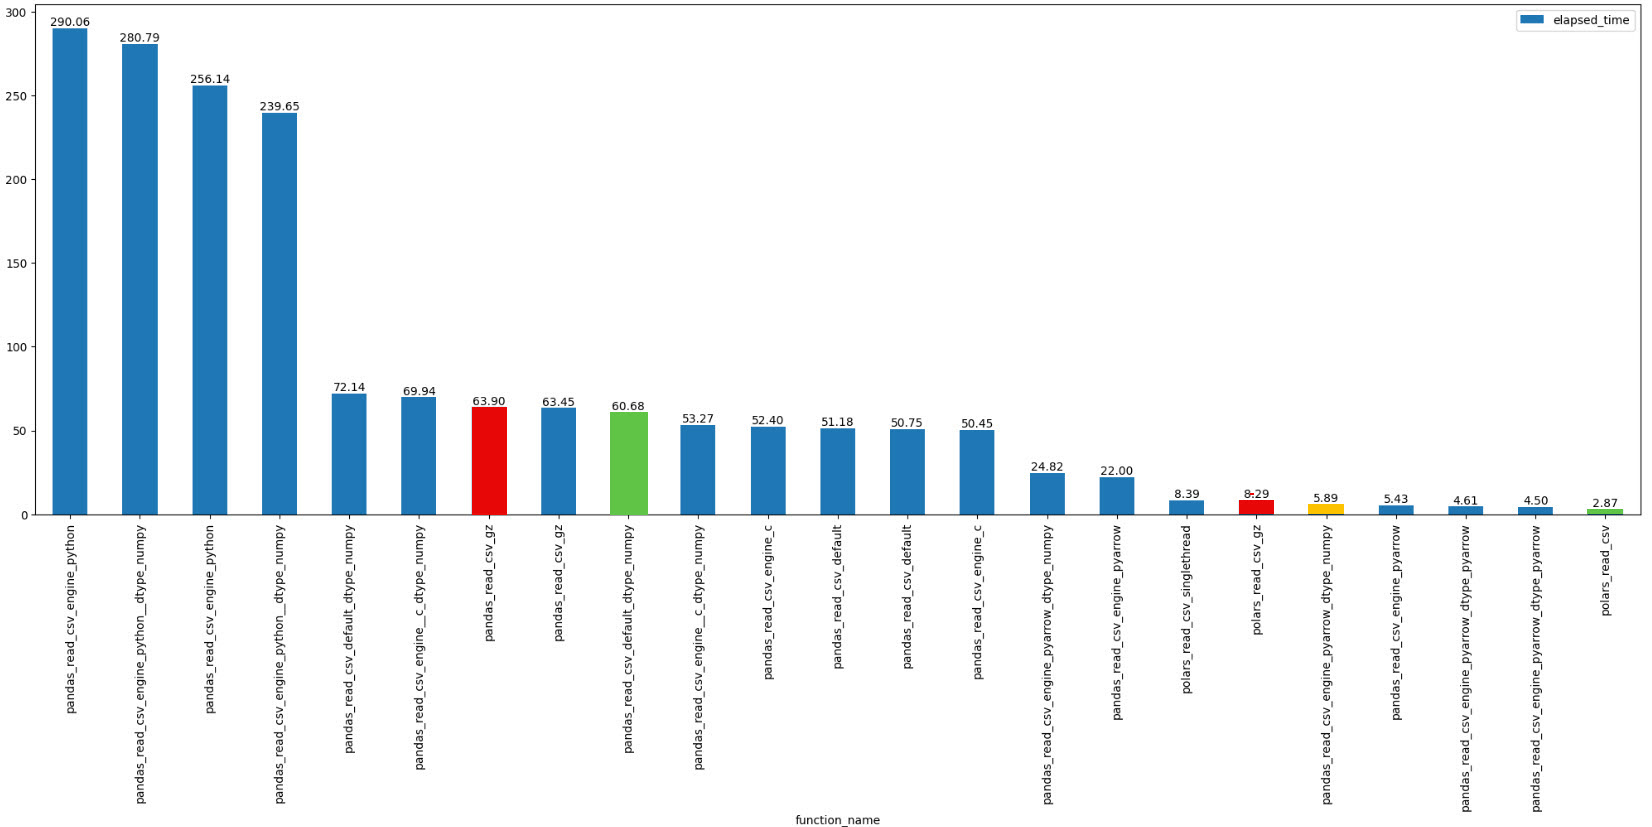 300
250
200
150
100
50
0
elapsed_time
290.06
280.79
256.14
239.65
72.14
69.94
63.90
63.45
60.68
53.27
52.40
51.18
50.75
50.45
24.82
22.00
8.39
8.29
5.89
5.43
4.61
4.50
2.87
pandas_read_csv_engine_python
pandas_read_csv_engine_python__dtype_numpy
pandas_read_csv_engine_python
pandas_read_csv_engine_python__dtype_numpy
pandas_read_csv_default_dtype_numpy
pandas_read_csv_engine__c_dtype_numpy
pandas_read_csv_gz
pandas_read_csv_gz
pandas_read_csv_default_dtype_numpy
pandas_read_csv_engine__c_dtype_numpy
pandas_read_csv_engine_c
pandas_read_csv_default
pandas_read_csv_default
pandas_read_csv_engine_c
pandas_read_csv_engine_pyarrow_dtype_numpy
pandas_read_csv_engine_pyarrow
polars_read_csv_singlethread
polars_read_csv_gz
pandas_read_csv_engine_pyarrow_dtype_numpy
pandas_read_csv_engine_pyarrow
pandas_read_csv_engine_pyarrow_dtype_pyarrow
pandas_read_csv_engine_pyarrow_dtype_pyarrow
polars_read_csv
function_name